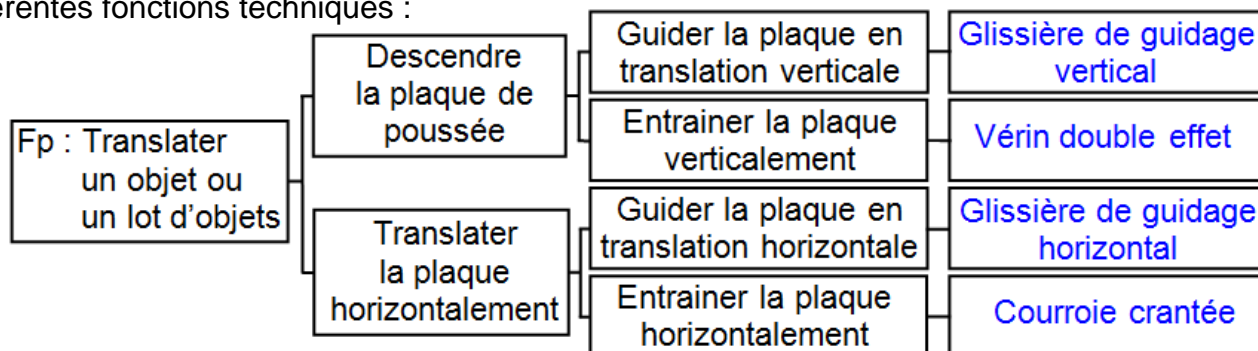 fonctions techniques :
Fp : Translater
un objet ou
un lot d'objets
Descendre
la plaque de
poussée
Guider la plaque en
translation verticale
Glissière de guidage
vertical
Entrainer la plaque
verticalement
Vérin double effet
Translater
la plaque
horizontalement
Guider la plaque en
translation horizontale
Glissière de guidage
horizontal
Entrainer la plaque
horizontalement
Courroie crantée